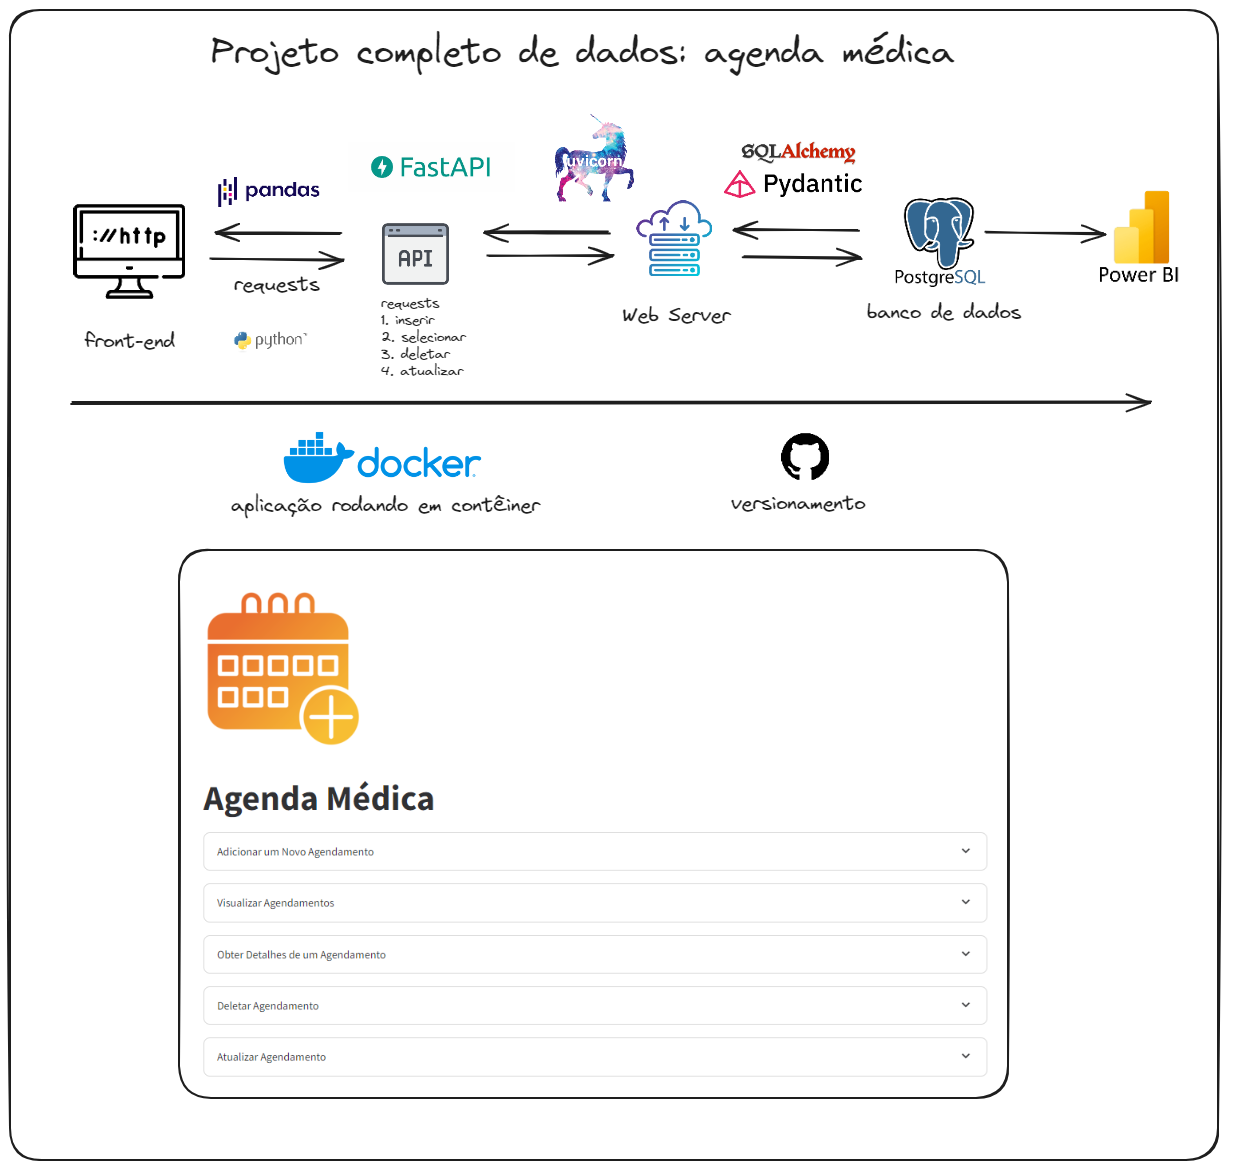 Projeto completo de dados: agenda médica
pandas
FastAPI
uvicorn
SQLAlchemy
Pydantic
://http
API
requests
python
front-end
requests
1. inserir
2. selecionar
3. deletar
4. atualizar
Web Server
PostgreSQL
banco de dados
Power BI
docker
aplicação rodando em contêiner
versionamento
Agenda Médica
Adicionar um Novo Agendamento
Visualizar Agendamentos
Obter Detalhes de um Agendamento
Deletar Agendamento
Atualizar Agendamento